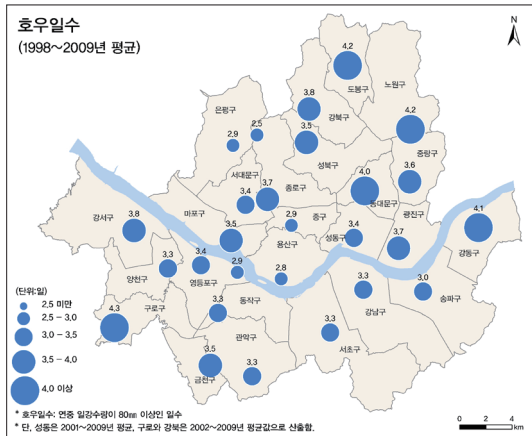 호우일수
(1998~2009년 평균)
N
4.2
도봉구
노원구
은평구
3.8
강북구
4.2
2.5
2.9
3.5
성북구
중랑구
서대문구
3.6
3.4
3.7
종로구
4.0
동대문구
마포구
강서구
3.8
중구
2.9
광진구
4.1
3.5
용산구
성동구
3.4
3.7
강동구
3.3
3.4
2.9
양천구
영등포구
2.8
3.3
3.0
송파구
(단위:일)
2.5 미만
2.5 – 3.0
3.0 – 3.5
3.5 – 4.0
4.0 이상
구로구
4.3
동작구
3.3
강남구
관악구
3.3
서초구
3.5
금천구
3.3
* 호우일수: 연중 일강수량이 80㎜ 이상인 일수
* 단, 성동은 2001~2009년 평균, 구로와 강북은 2002~2009년 평균값으로 산출함.
0 2 4
km